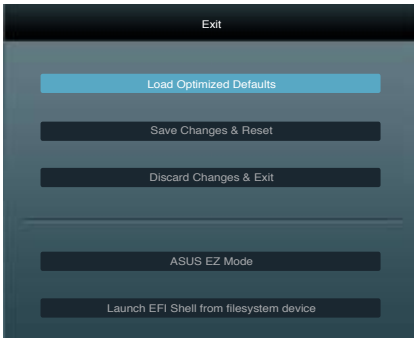 Exit
Load Optimized Defaults
Save Changes & Reset
Discard Changes & Exit
ASUS EZ Mode
Launch EFI Shell from filesystem device